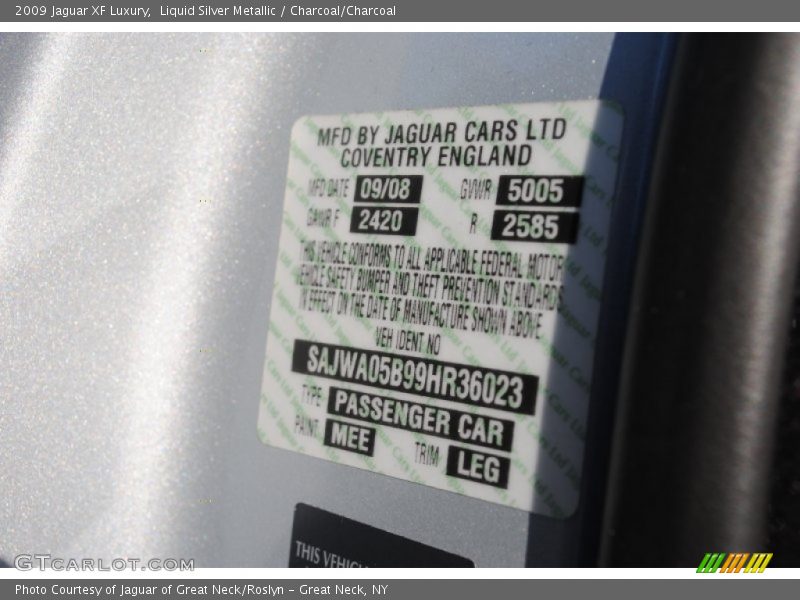 2009 Jaguar XF Luxury,  Liquid Silver Metallic / Charcoal/Charcoal
MFD BY JAGUAR CARS LTD
COVENTRY ENGLAND
MFD DATE 09/08 GVWR 5005
GAWR F 2420 R 2585
THIS VEHICLE CONFORMS TO ALL APPLICABLE FEDERAL MOTOR
VEHICLE SAFETY BUMPER AND THEFT PREVENTION STANDARDS
IN EFFECT ON THE DATE OF MANUFACTURE SHOWN ABOVE
VEH IDENT NO
SAJWA05B99HR36023
TYPE PASSENGER CAR
PAINT MEE TRIM LEG
THIS
GTCARLOT.COM
Photo Courtesy of Jaguar of Great Neck/Roslyn – Great Neck, NY